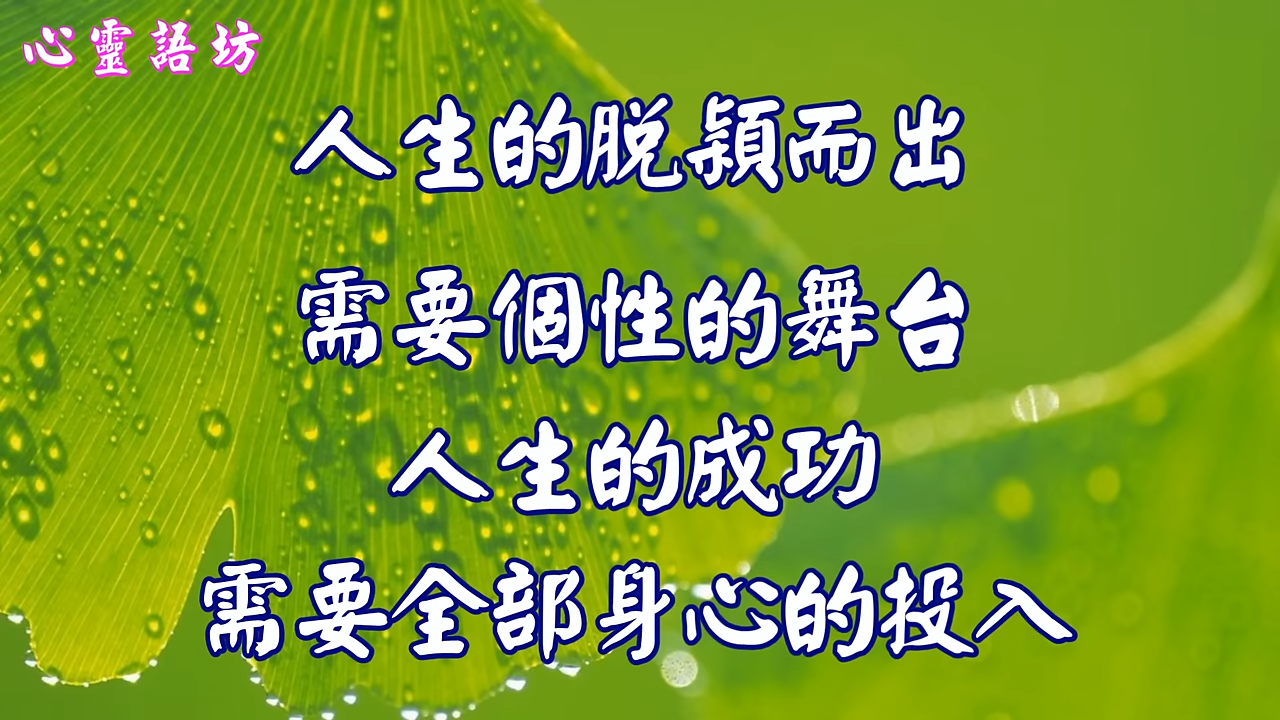 心靈語坊
人生的脫穎而出
需要個性的舞台
人生的成功
需要全部身心的投入